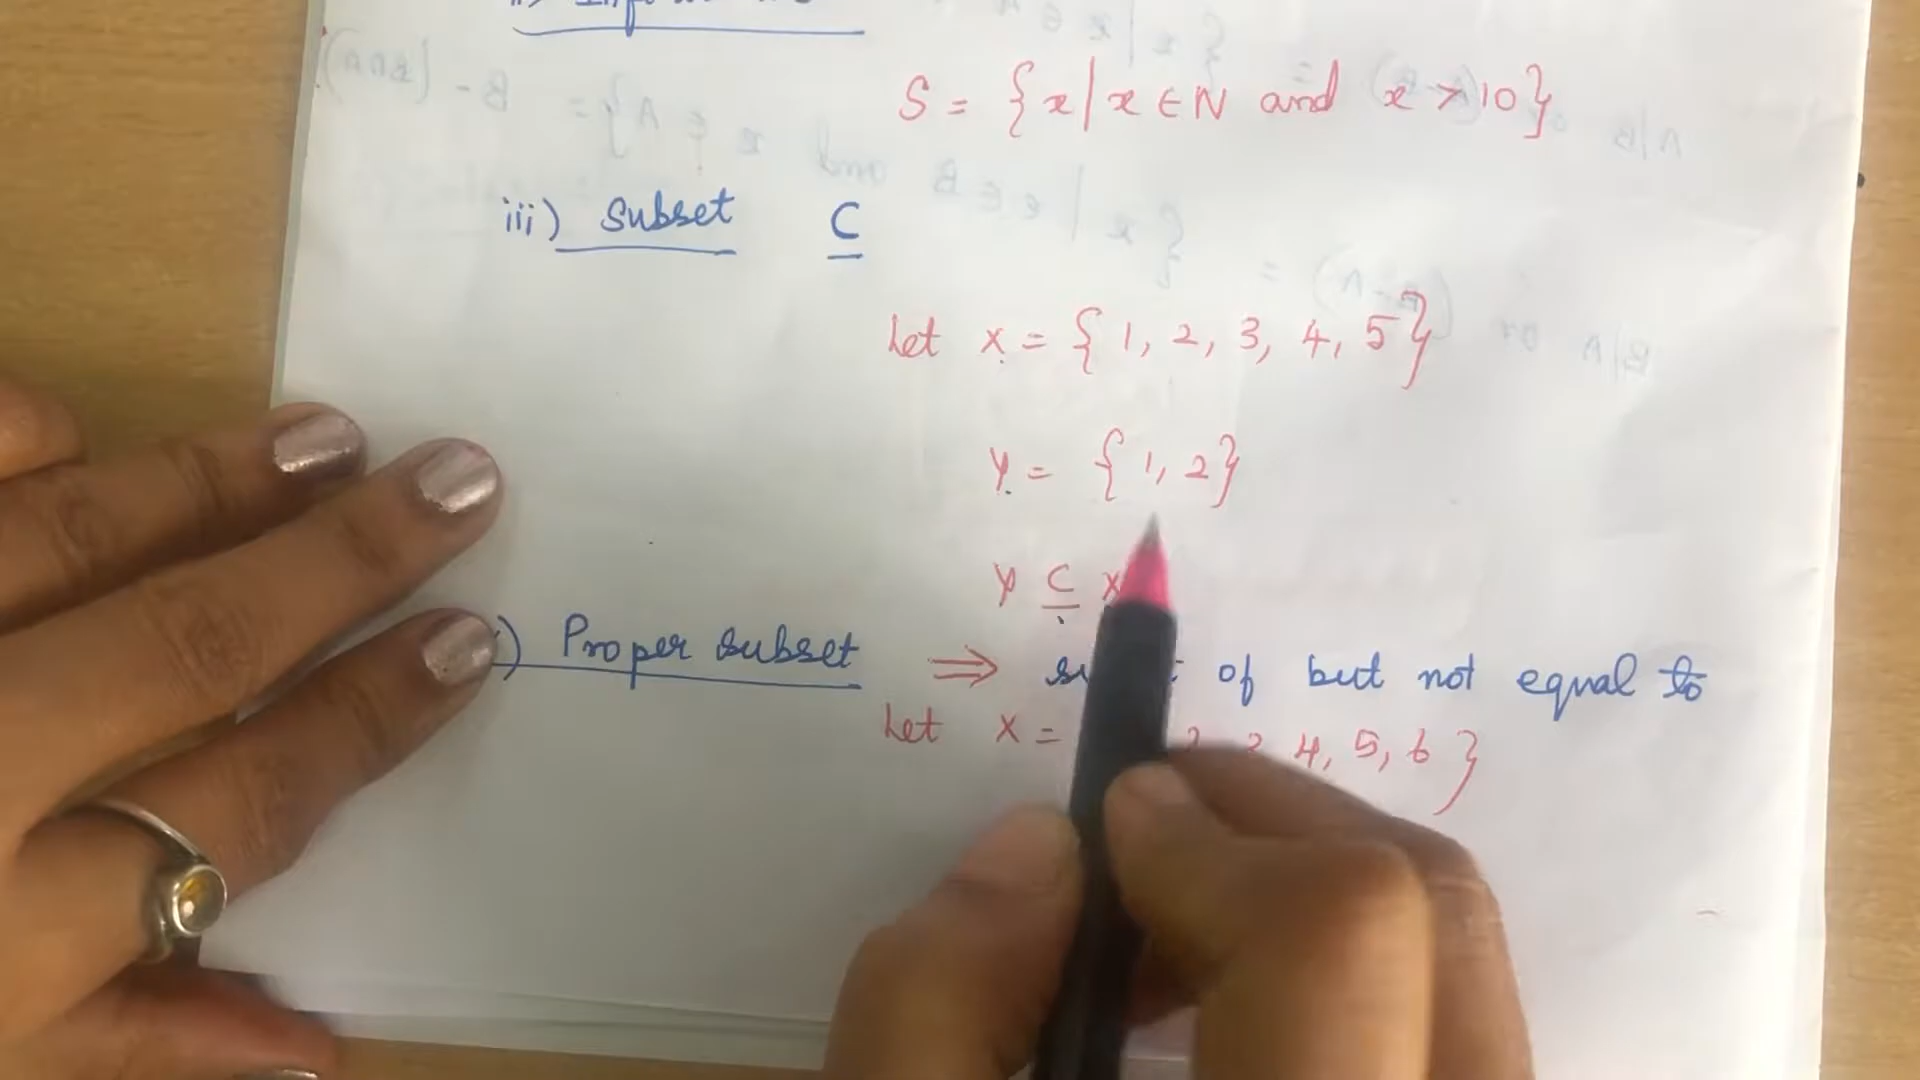 S = {x | x ∈ N and x > 10}
iii) Subset ⊆
Let X = {1, 2, 3, 4, 5}
Y = {1, 2}
Y ⊆ X
) Proper subset ⇒ of but not equal to
Let X = 4, 5, 6 }